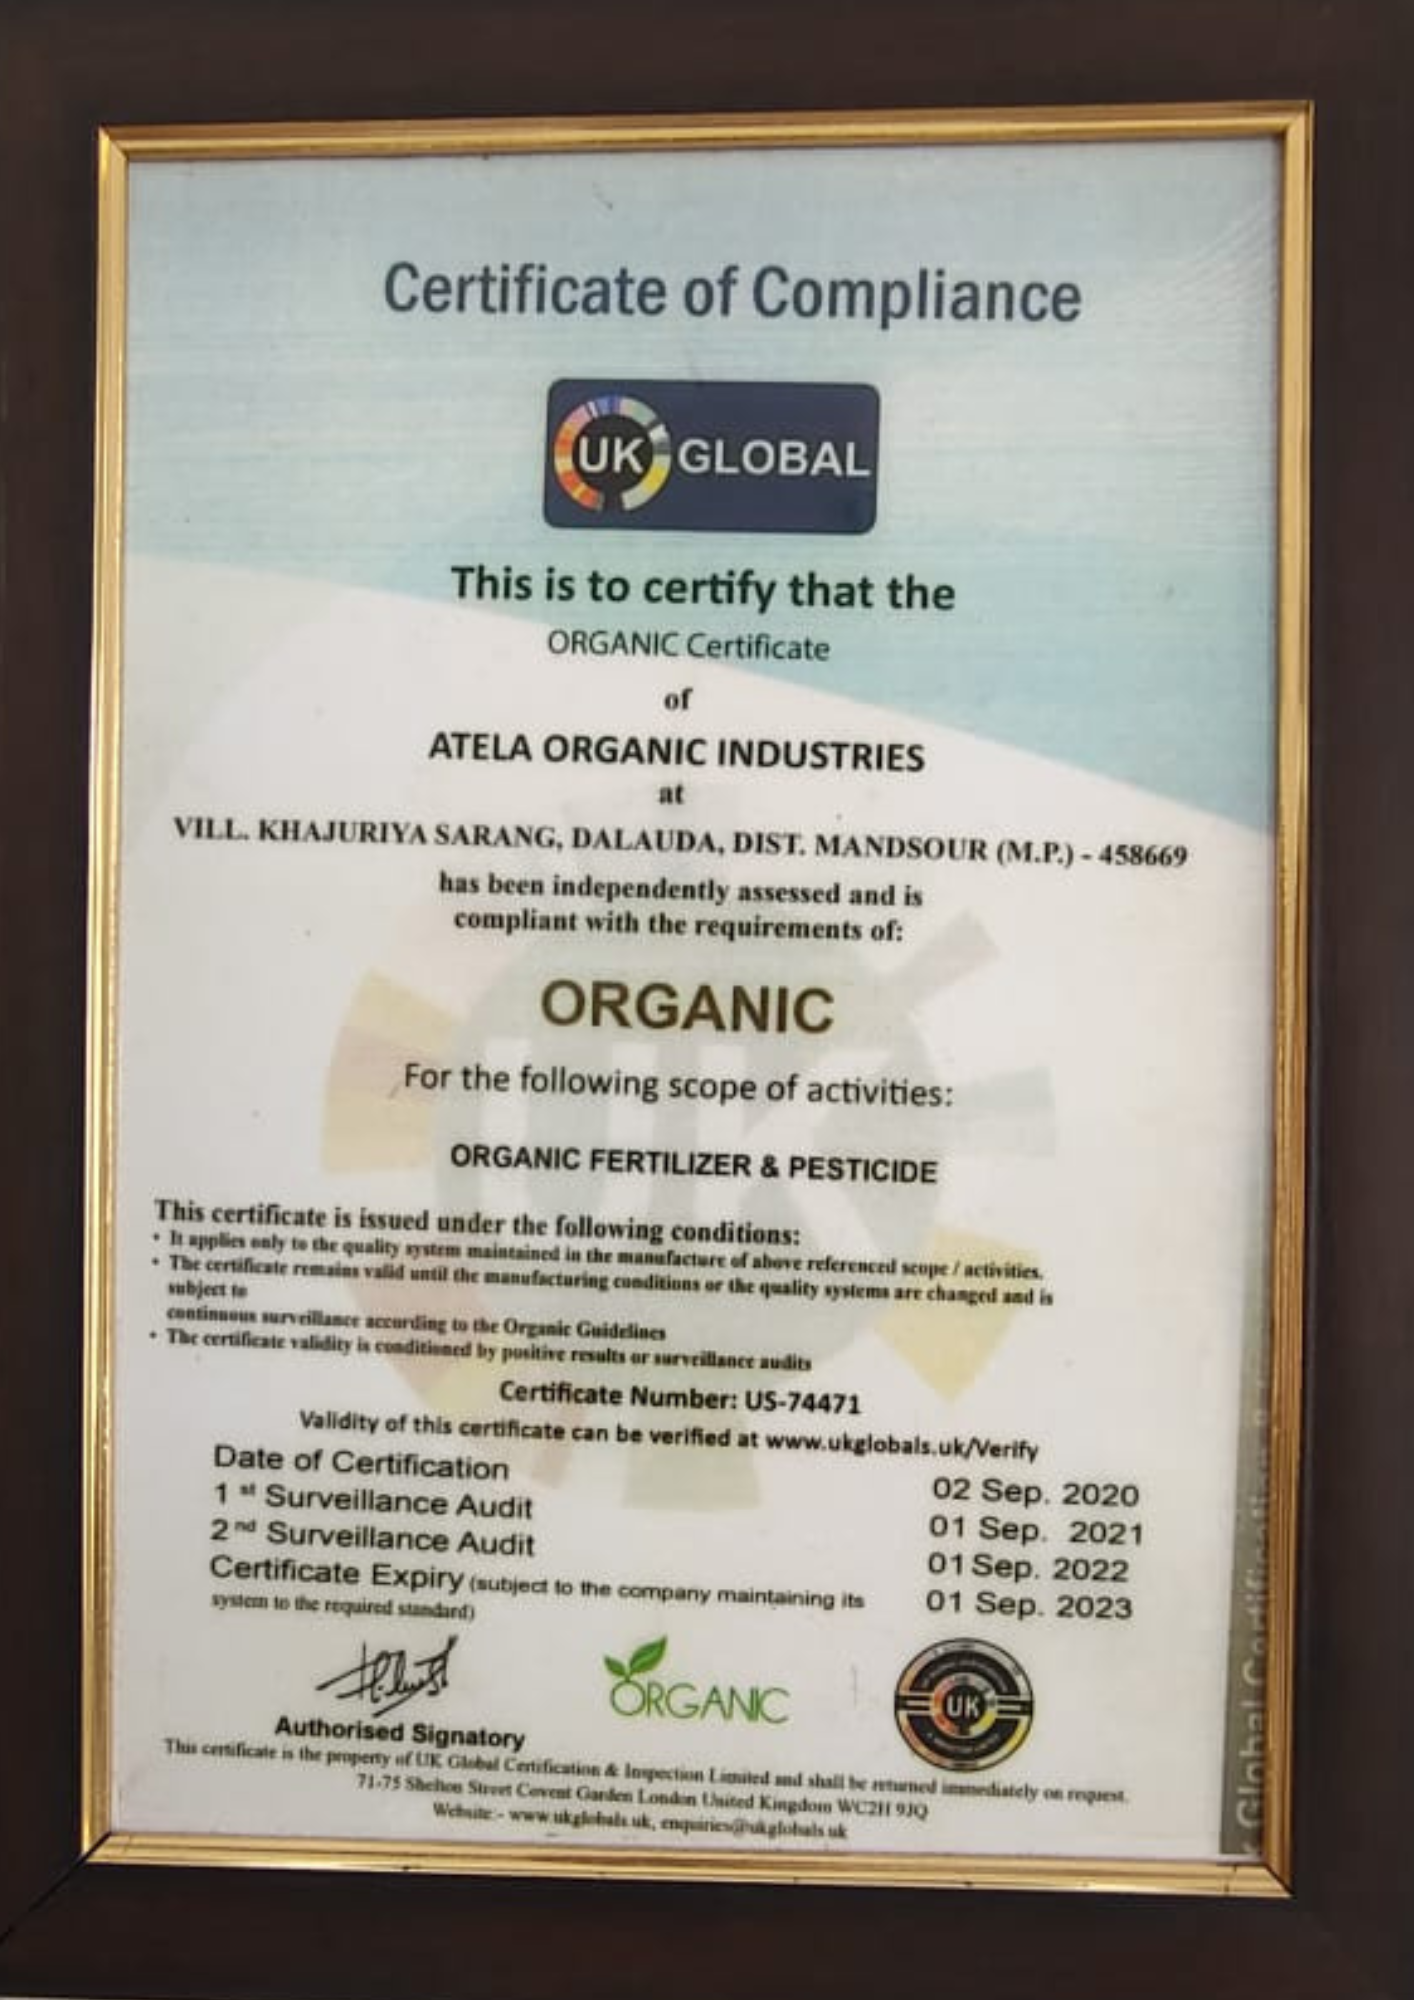 Certificate of Compliance
UK GLOBAL
This is to certify that the
ORGANIC Certificate
of
ATELA ORGANIC INDUSTRIES
at
VILL. KHAJURIYA SARANG, DALAUDA, DIST. MANDSOUR (M.P.) - 458669
has been independently assessed and is
compliant with the requirements of:
ORGANIC
For the following scope of activities:
ORGANIC FERTILIZER & PESTICIDE
This certificate is issued under the following conditions:
• It applies only to the quality system maintained in the manufacture of above referenced scope / activities.
• The certificate remains valid until the manufacturing conditions or the quality systems are changed and is
subject to
continuous surveillance according to the Organic Guidelines
• The certificate validity is conditioned by positive results or surveillance audits
Certificate Number: US-74471
Validity of this certificate can be verified at www.ukglobals.uk/Verify
Date of Certification 02 Sep. 2020
1 st Surveillance Audit 01 Sep. 2021
2 nd Surveillance Audit 01 Sep. 2022
Certificate Expiry (subject to the company maintaining its 01 Sep. 2023
system to the required standard)
ORGANIC
UK
Authorised Signatory
This certificate is the property of UK Global Certification & Inspection Limited and shall be returned immediately on request.
71-75 Shelton Street Covent Garden London United Kingdom WC2H 9JQ
Website:- www.ukglobals.uk, enquiries@ukglobals.uk
Global Certification